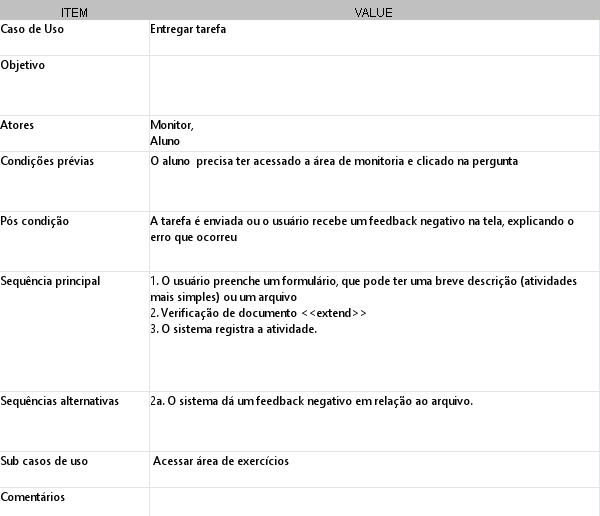 ITEM VALUE
Caso de Uso Entregar tarefa
Objetivo
Atores Monitor,
Aluno
Condições prévias O aluno precisa ter acessado a área de monitoria e clicado na pergunta
Pós condição A tarefa é enviada ou o usuário recebe um feedback negativo na tela, explicando o
erro que ocorreu
Sequência principal 1. O usuário preenche um formulário, que pode ter uma breve descrição (atividades
mais simples) ou um arquivo
2. Verificação de documento <<extend>>
3. O sistema registra a atividade.
Sequências alternativas 2a. O sistema dá um feedback negativo em relação ao arquivo.
Sub casos de uso Acessar área de exercícios
Comentários